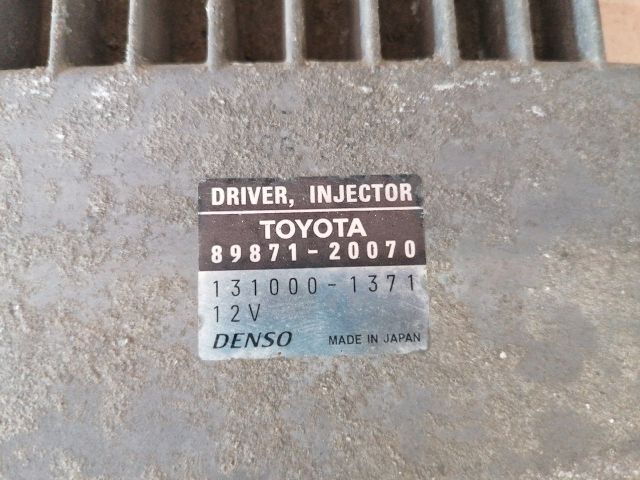 DRIVER, INJECTOR
TOYOTA
89871-20070
131000-1371
12V
DENSO MADE IN JAPAN